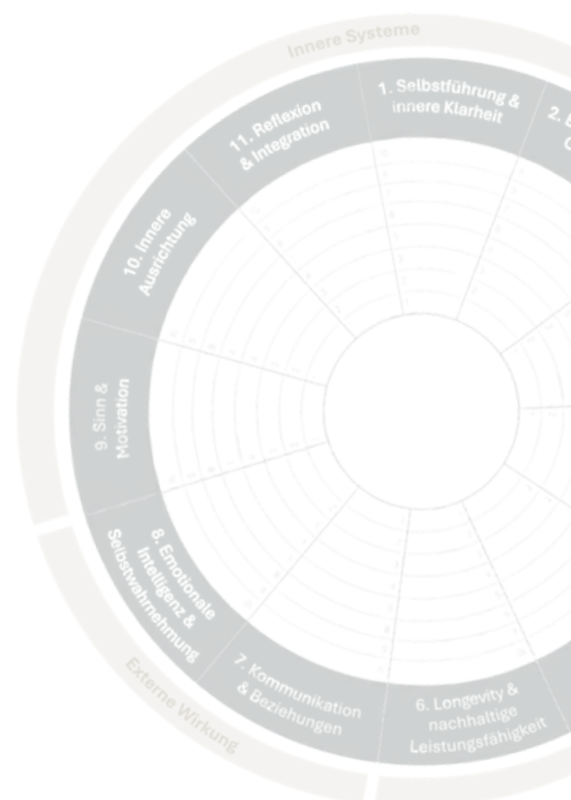 Innere Systeme
1. Selbstführung &
innere Klarheit
2.
11. Reflexion
& Integration
10. Innere
Ausrichtung
9. Sinn &
Motivation
8. Emotionale
Intelligenz &
Selbstwahrnehmung
7. Kommunikation
& Beziehungen
6. Longevity &
nachhaltige
Leistungsfähigkeit
Externe Wirkung